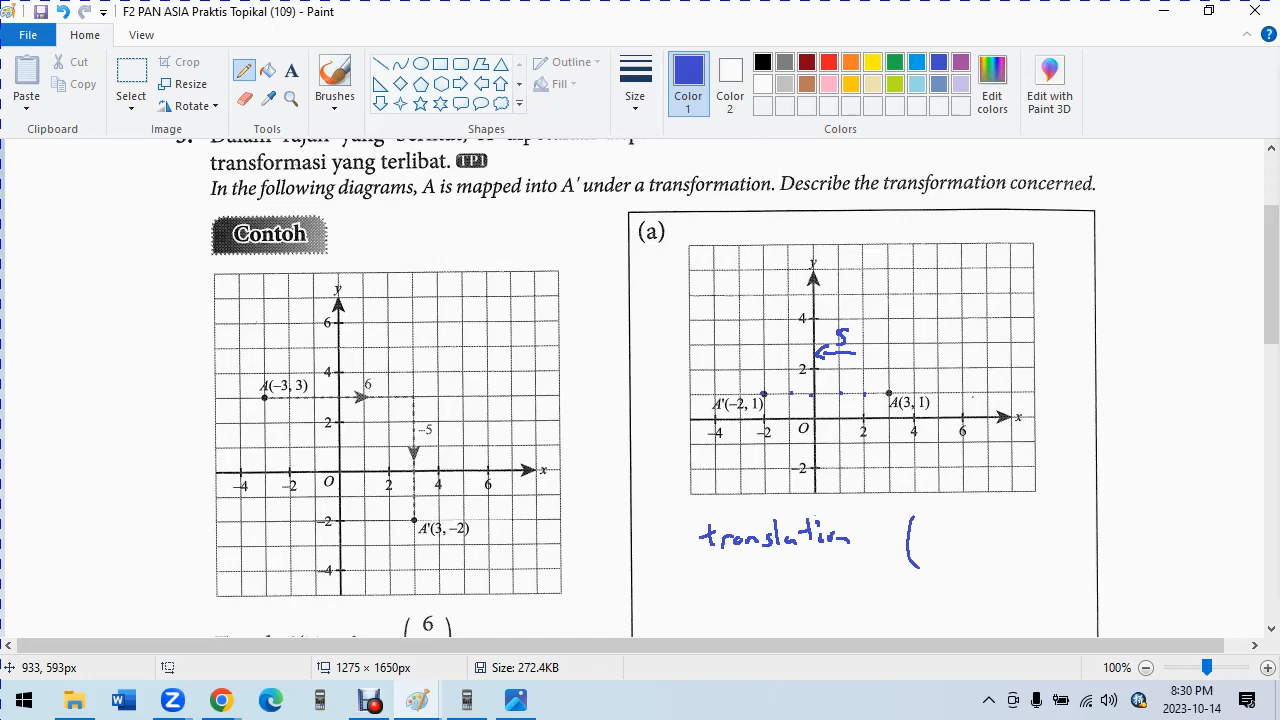 F2 PAN ASIA Praktis Topikal (109) - Paint
File Home View
Paste Cut Copy
Select Crop Resize Rotate
Brushes
Outline Fill
Size
Color 1
Color 2
Edit colors
Edit with Paint 3D
Clipboard Image Tools Shapes Colors
transformasi yang terlibat. TP1
In the following diagrams, A is mapped into A' under a transformation. Describe the transformation concerned.
Contoh
y
6
4
A(−3, 3) 6
2
−5
−4 −2 O 2 4 6 x
−2
A'(3, −2)
−4
6
(a)
y
4
5
2
A'(−2, 1) A(3, 1)
−4 −2 O 2 4 6 x
−2
translation (
933, 593px
1275 × 1650px
Size: 272.4KB
100%
8:30 PM
2023-10-14